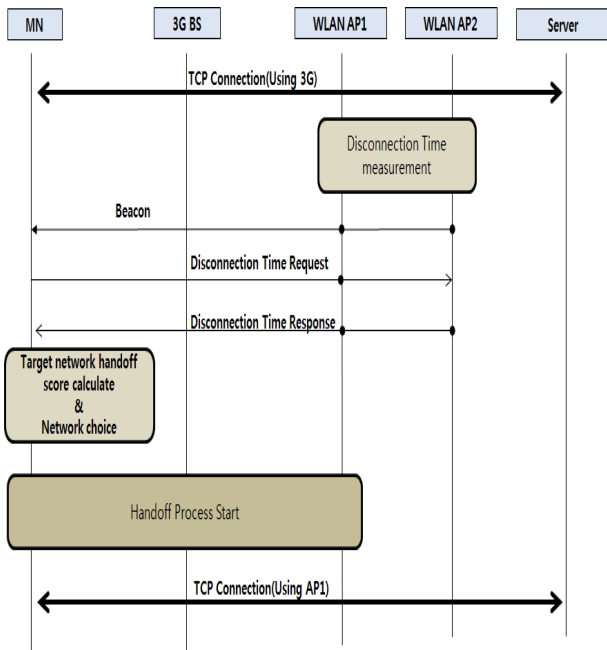 MN
3G BS
WLAN AP1
WLAN AP2
Server
TCP Connection(Using 3G)
Disconnection Time
measurement
Beacon
Disconnection Time Request
Disconnection Time Response
Target network handoff
score calculate
&
Network choice
Handoff Process Start
TCP Connection(Using AP1)